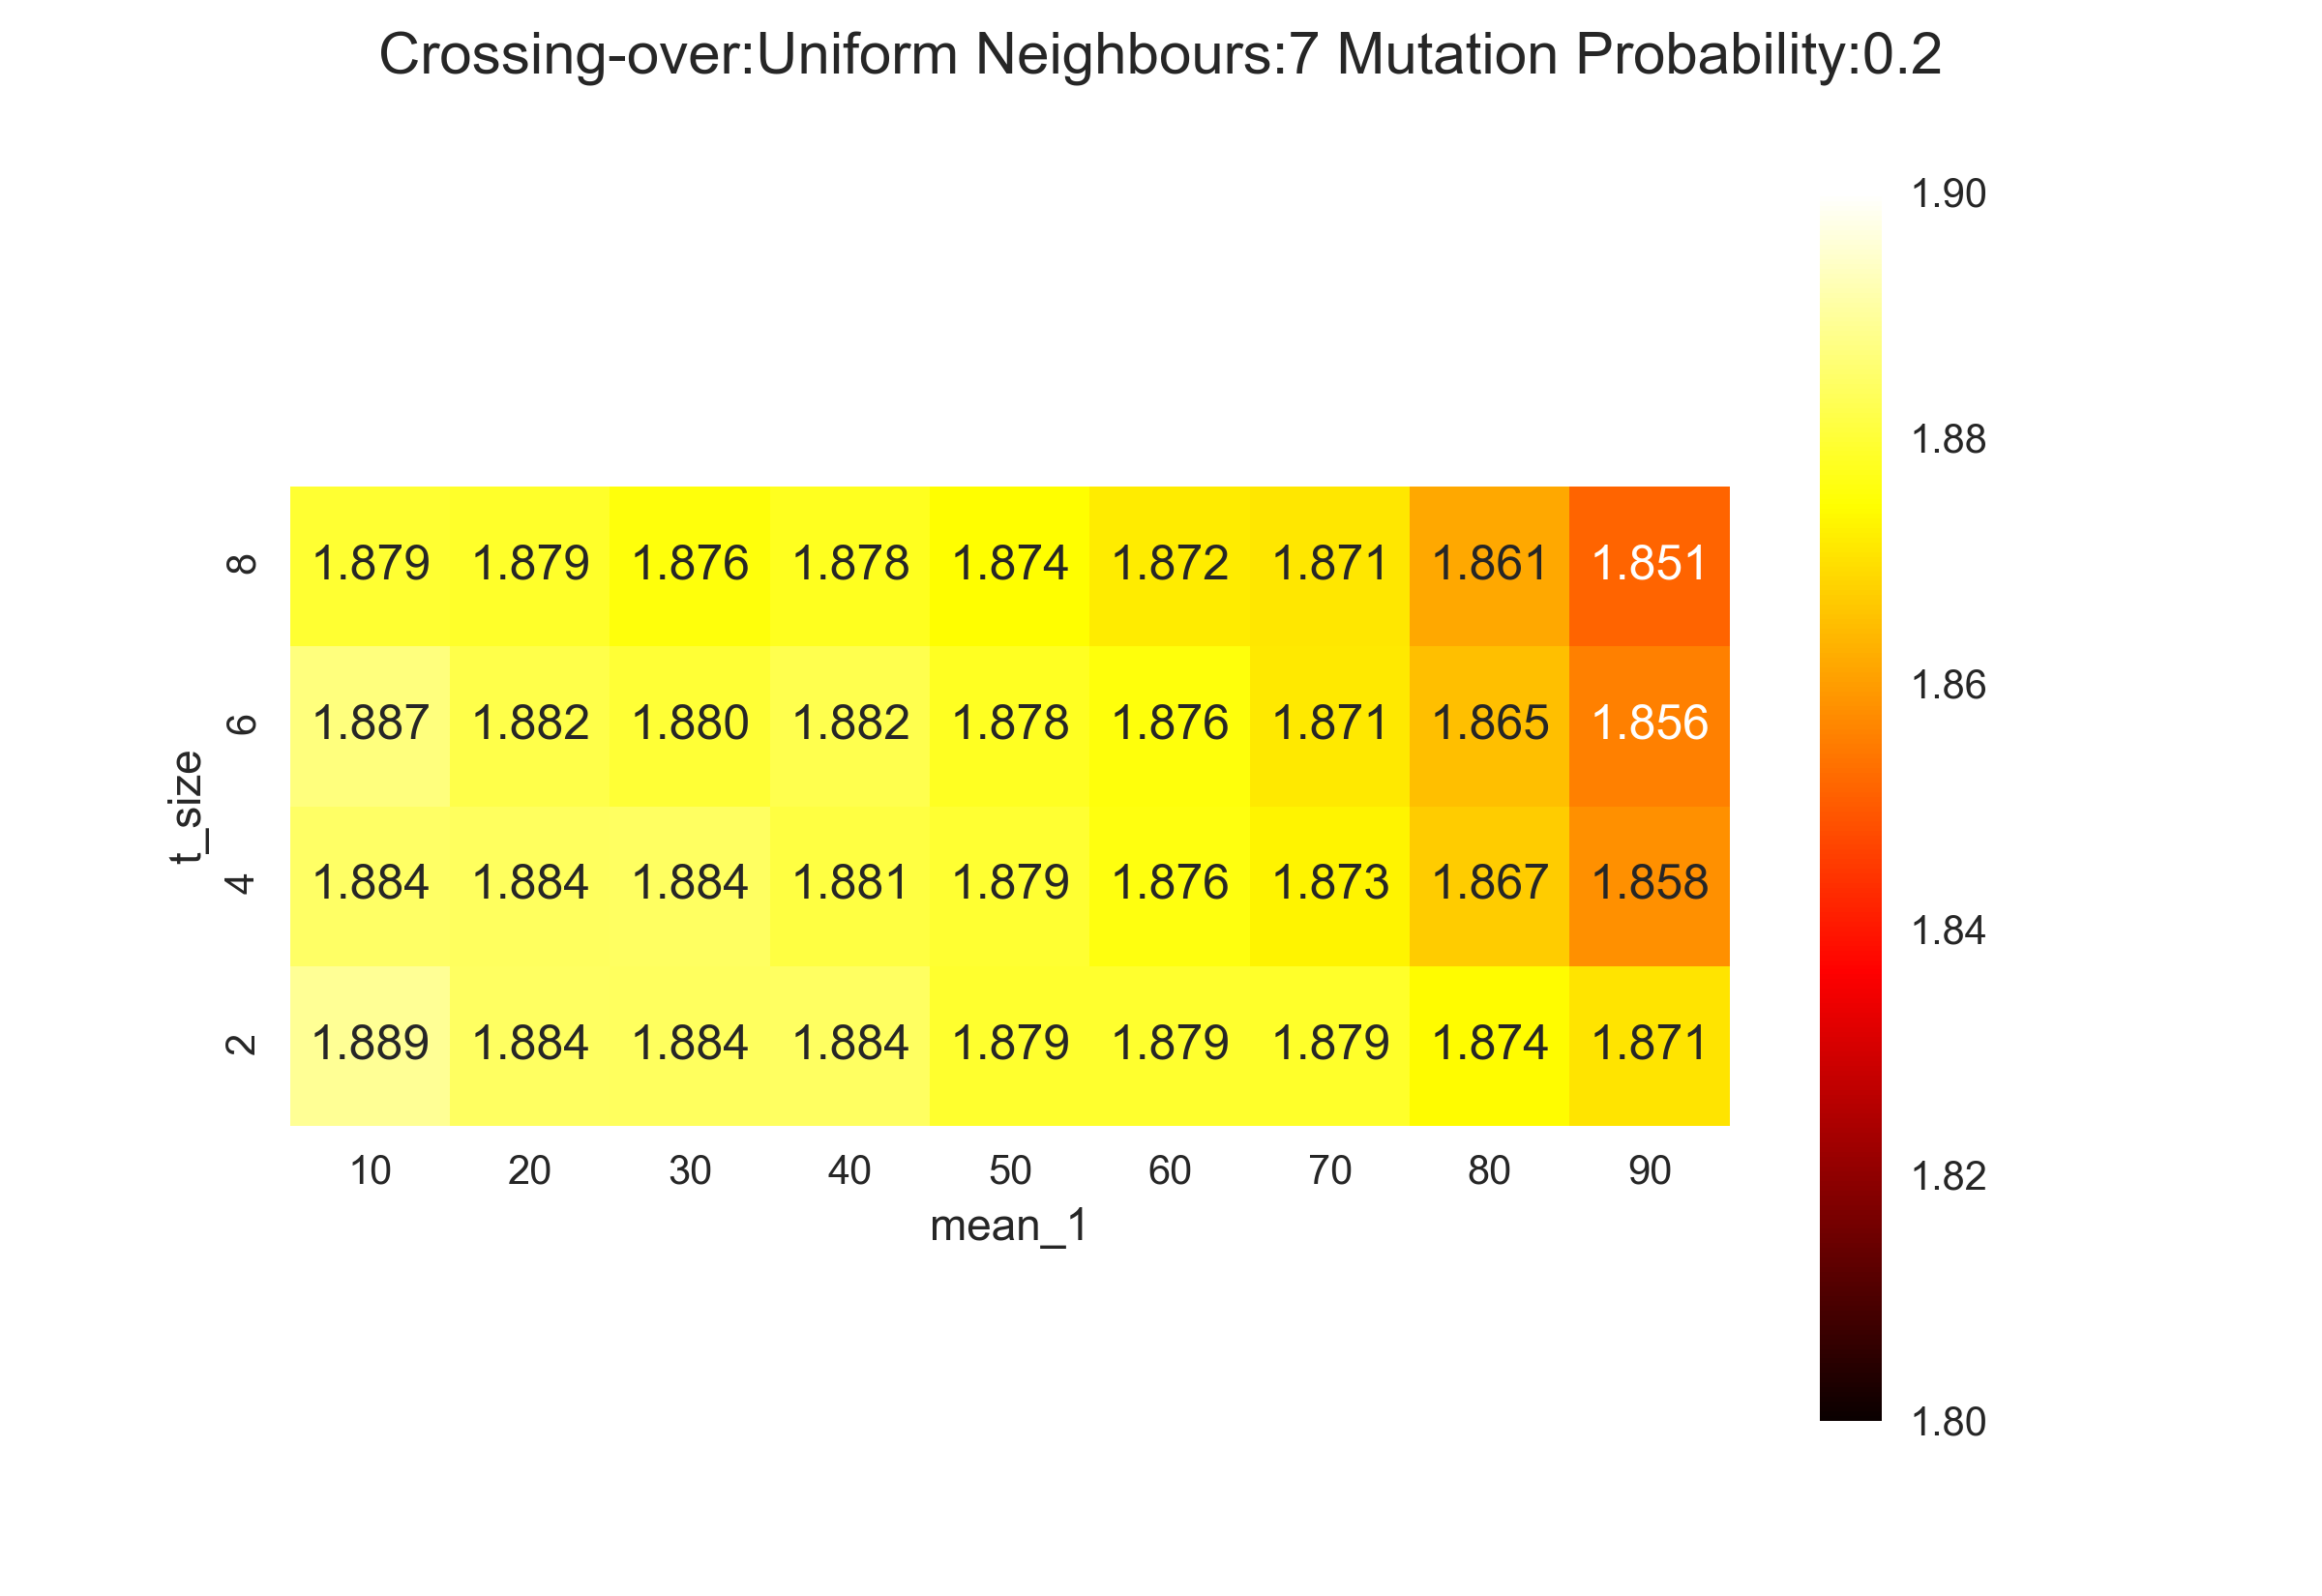 Crossing-over:Uniform Neighbours:7 Mutation Probability:0.2
1.90
1.88
1.86
1.84
1.82
1.80
t_size
8 1.879 1.879 1.876 1.878 1.874 1.872 1.871 1.861 1.851
6 1.887 1.882 1.880 1.882 1.878 1.876 1.871 1.865 1.856
4 1.884 1.884 1.884 1.881 1.879 1.876 1.873 1.867 1.858
2 1.889 1.884 1.884 1.884 1.879 1.879 1.879 1.874 1.871
10 20 30 40 50 60 70 80 90
mean_1